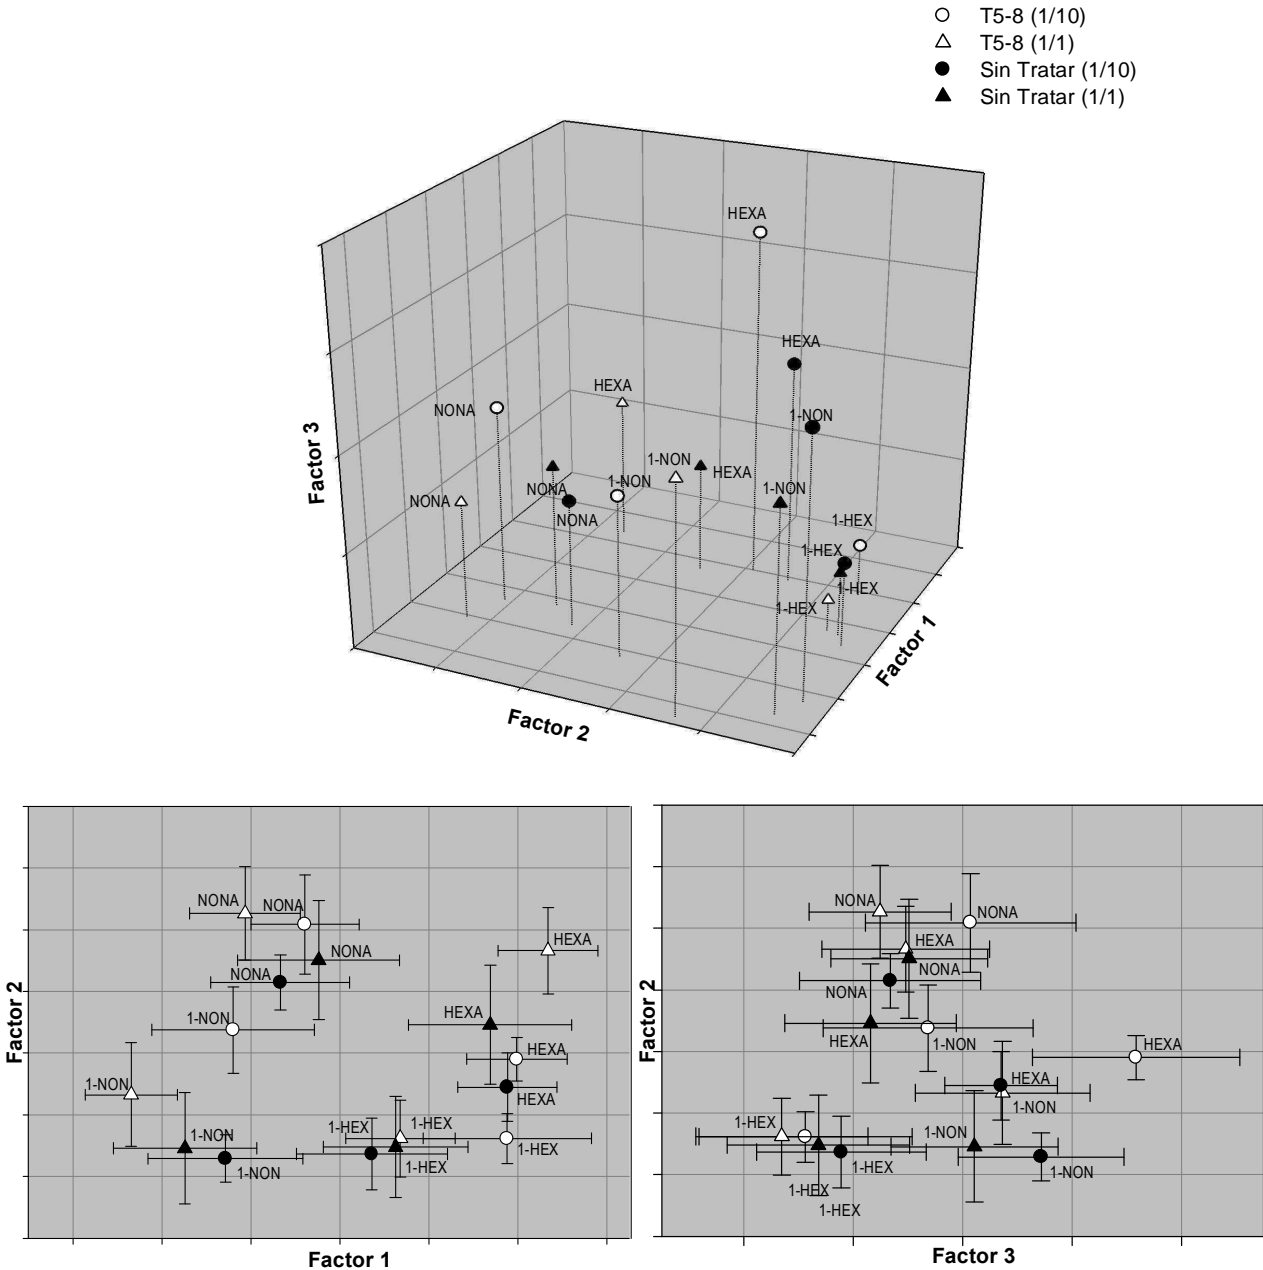 T5-8 (1/10)
T5-8 (1/1)
Sin Tratar (1/10)
Sin Tratar (1/1)
HEXA
HEXA
HEXA
NONA
1-NON
1-NON
HEXA
1-NON
NONA
NONA
1-NON
NONA
1-HEX
1-HEX
1-HEX
1-HEX
Factor 3
Factor 2
Factor 1
NONA
NONA
HEXA
NONA
NONA
1-NON
HEXA
HEXA
1-NON
HEXA
1-HEX
1-HEX
1-NON
1-HEX
1-HEX
1-NON
Factor 2
Factor 1
NONA
NONA
HEXA
NONA
NONA
HEXA
1-NON
HEXA
HEXA
1-NON
1-HEX
1-NON
1-HEX
1-NON
1-HEX
1-HEX
Factor 2
Factor 3